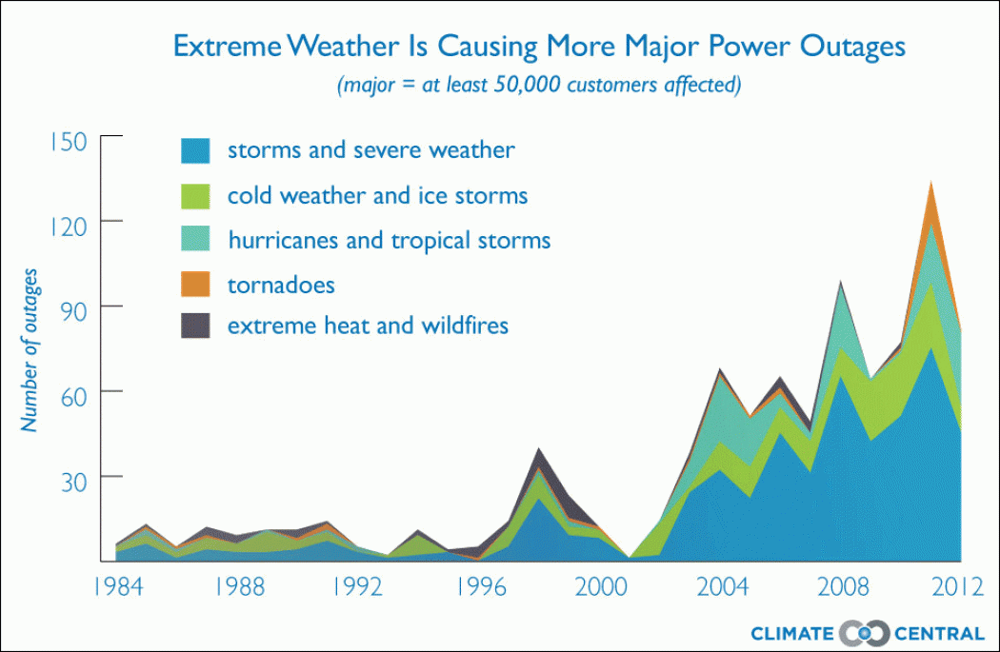 Extreme Weather Is Causing More Major Power Outages
(major = at least 50,000 customers affected)
150
120
90
60
30
Number of outages
storms and severe weather
cold weather and ice storms
hurricanes and tropical storms
tornadoes
extreme heat and wildfires
1984 1988 1992 1996 2000 2004 2008 2012
CLIMATE CENTRAL